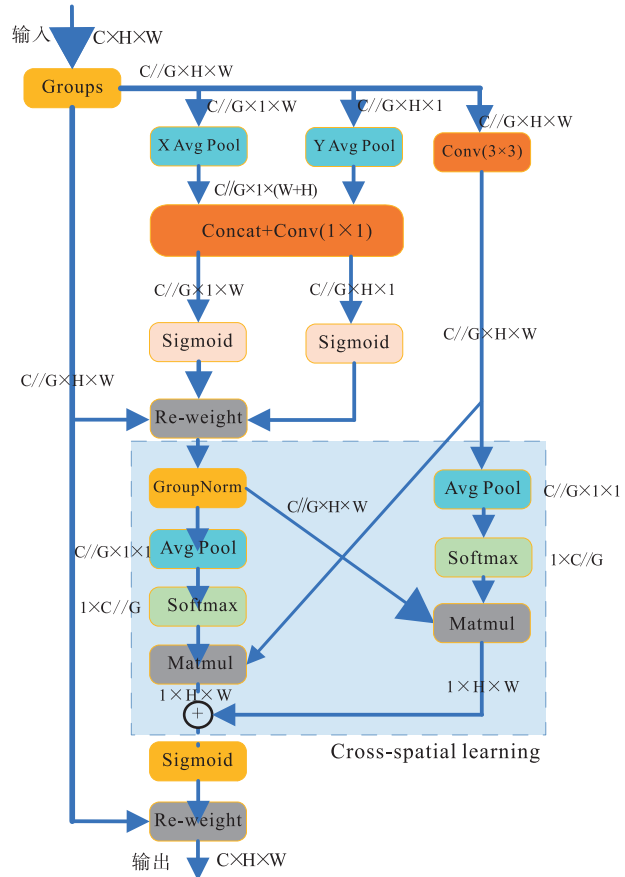 输入
C×H×W
Groups
C//G×H×W
C//G×1×W
C//G×H×1
C//G×H×W
X Avg Pool
Y Avg Pool
Conv(3×3)
C//G×1×(W+H)
Concat+Conv(1×1)
C//G×1×W
C//G×H×1
Sigmoid
Sigmoid
C//G×H×W
C//G×H×W
Re-weight
GroupNorm
C//G×H×W
Avg Pool
C//G×1×1
C//G×1×1
Avg Pool
Softmax
1×C//G
1×C//G
Softmax
Matmul
Matmul
1×H×W
1×H×W
+
Cross-spatial learning
Sigmoid
Re-weight
输出
C×H×W